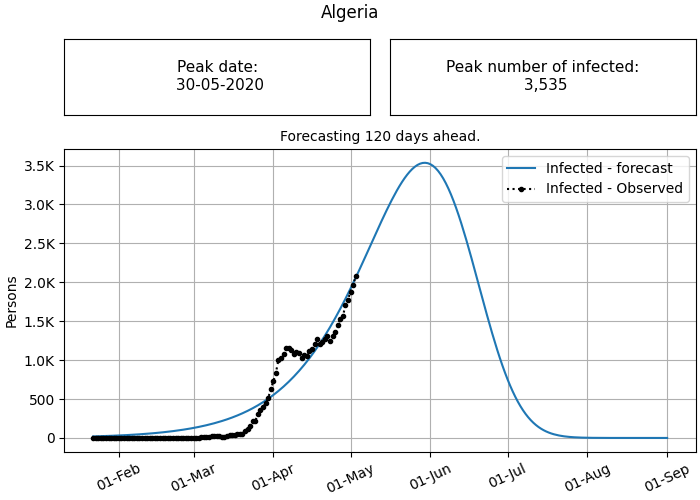 Algeria
Peak date:
30-05-2020
Peak number of infected:
3,535
Forecasting 120 days ahead.
Infected - forecast
Infected - Observed
Persons
3.5K
3.0K
2.5K
2.0K
1.5K
1.0K
500
0
01-Feb
01-Mar
01-Apr
01-May
01-Jun
01-Jul
01-Aug
01-Sep